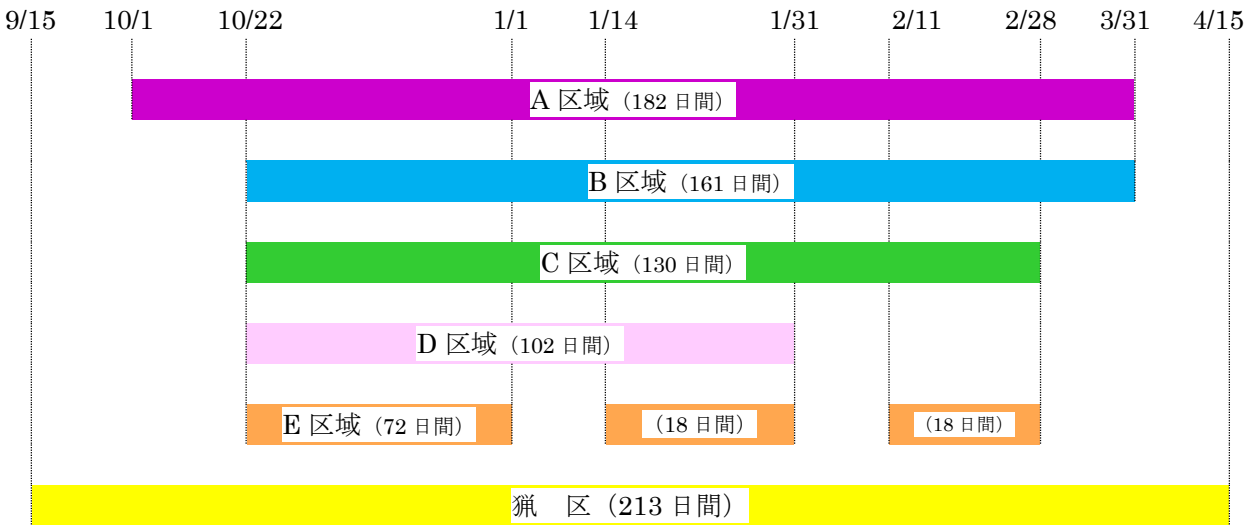 9/15 10/1 10/22 1/1 1/14 1/31 2/11 2/28 3/31 4/15
A 区域（182 日間）
B 区域（161 日間）
C 区域（130 日間）
D 区域（102 日間）
E 区域（72 日間） （18 日間） （18 日間）
猟　区（213 日間）